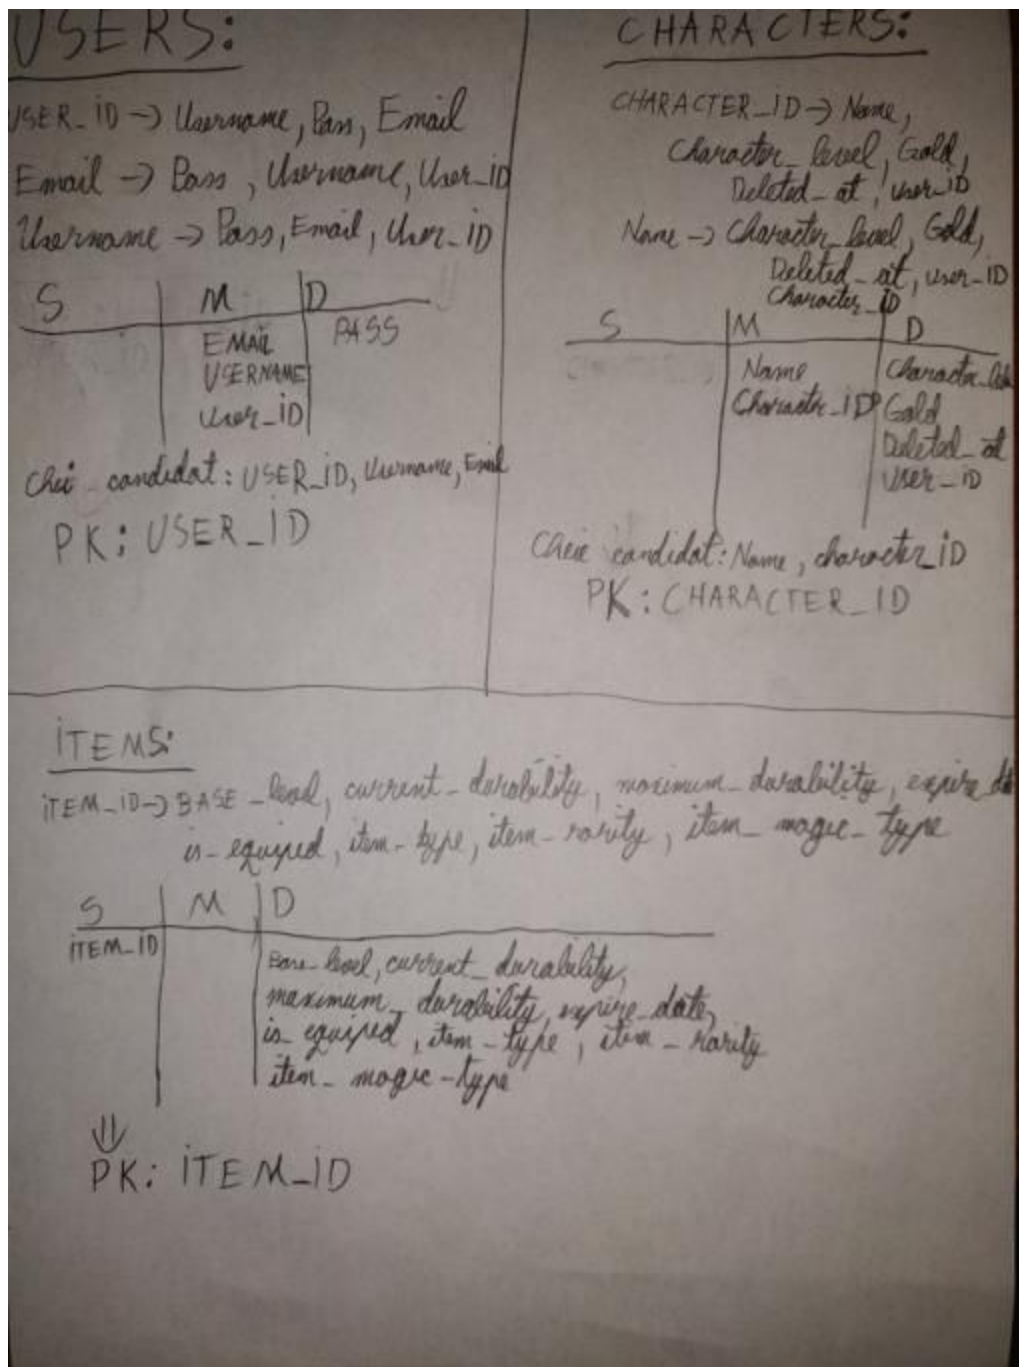 USERS:
USER_ID -> Username, Pass, Email
Email -> Pass, Username, User_ID
Username -> Pass, Email, User_ID
S M D
EMAIL PASS
USERNAME
User_ID
Chei candidat: USER_ID, Username, Email
PK: USER_ID
CHARACTERS:
CHARACTER_ID -> Name,
Character_level, Gold,
Deleted_at, user_ID
Name -> Character_level, Gold,
Deleted_at, user_ID
Character_ID
S M D
Name Character_
Character_ID Gold
Deleted_at
User_ID
Cheie candidat: Name, character_ID
PK: CHARACTER_ID
ITEMS:
ITEM_ID -> BASE_level, current_durability, maximum_durability, expire_da
is_equiped, item_type, item_rarity, item_magic_type
S M D
ITEM_ID
Base_level, current_durability,
maximum_durability, expire_date,
is_equiped, item_type, item_rarity
item_magic_type
⇓
PK: ITEM_ID